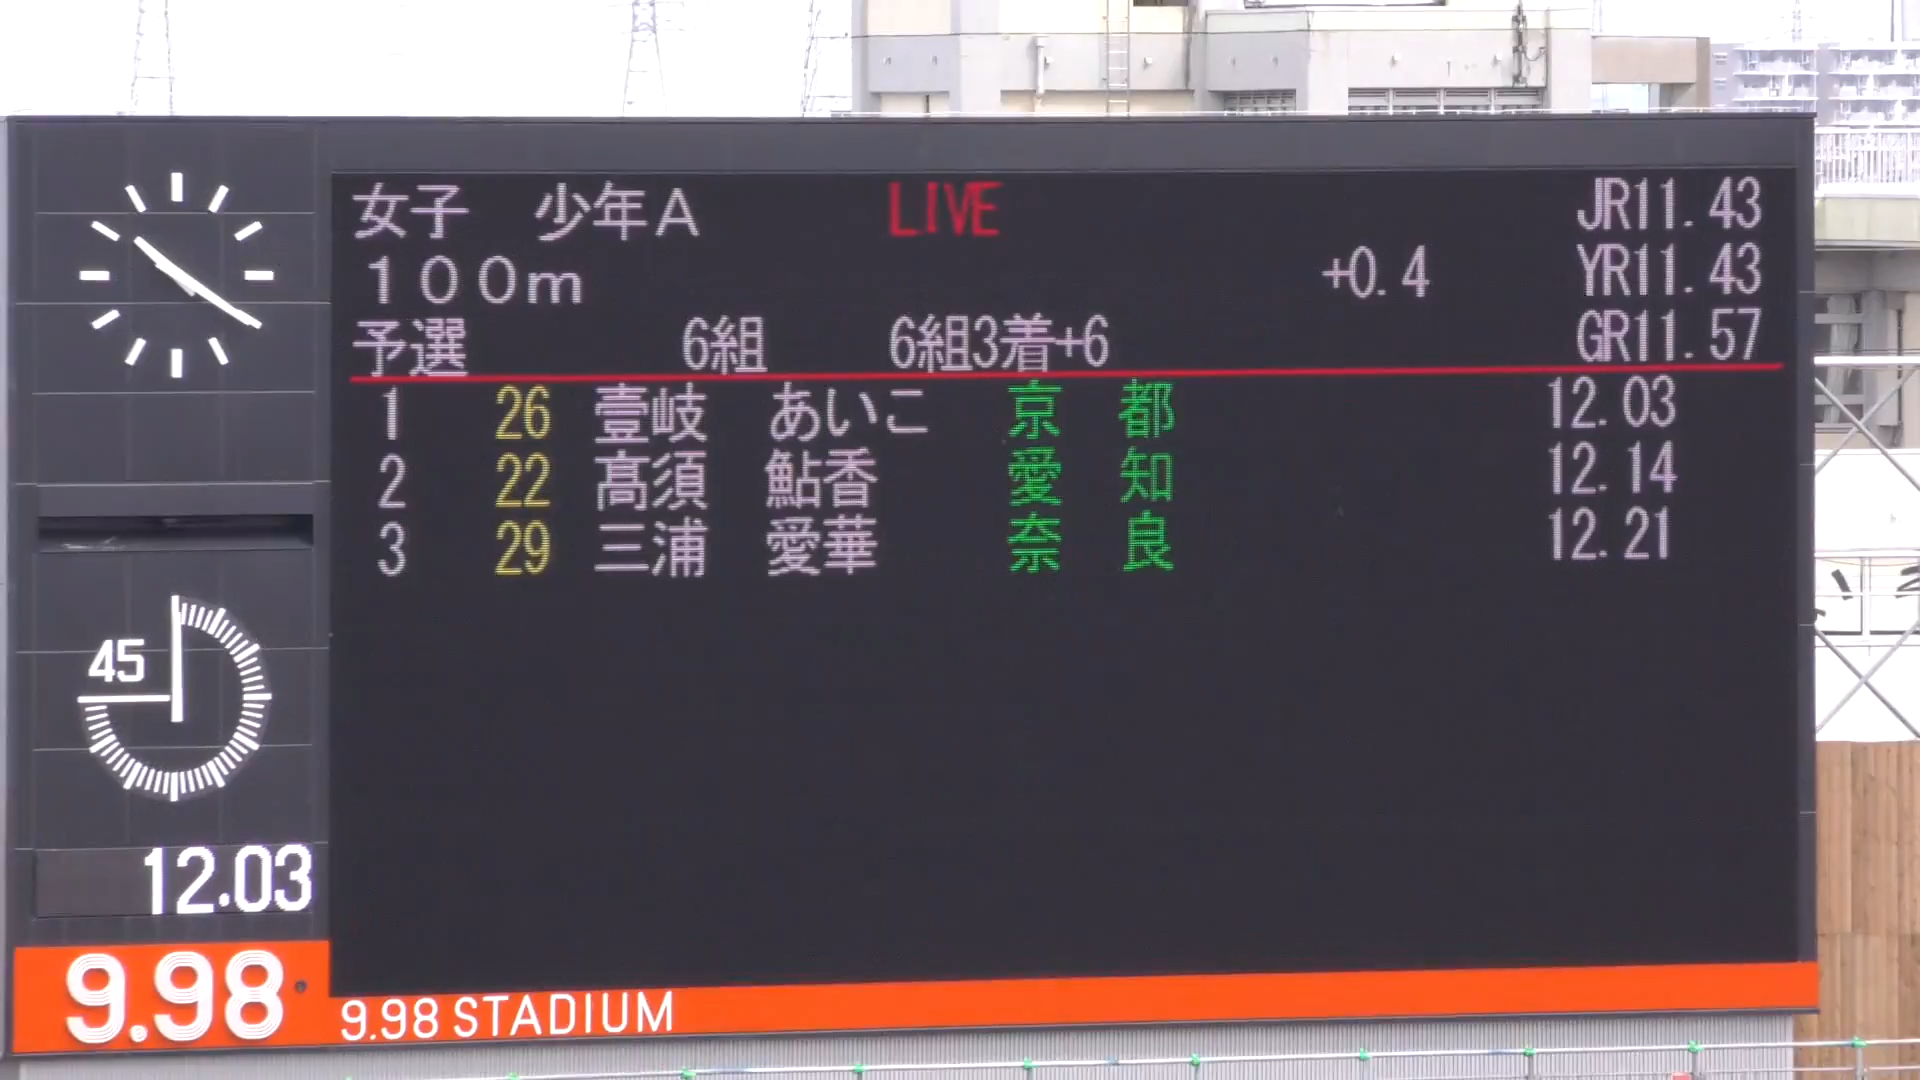 女子 少年A LIVE JR11.43
100m +0.4 YR11.43
予選 6組 6組3着+6 GR11.57
1 26 壹岐 あいこ 京 都 12.03
2 22 髙須 鮎香 愛 知 12.14
3 29 三浦 愛華 奈 良 12.21
45
12.03
9.98
9.98 STADIUM